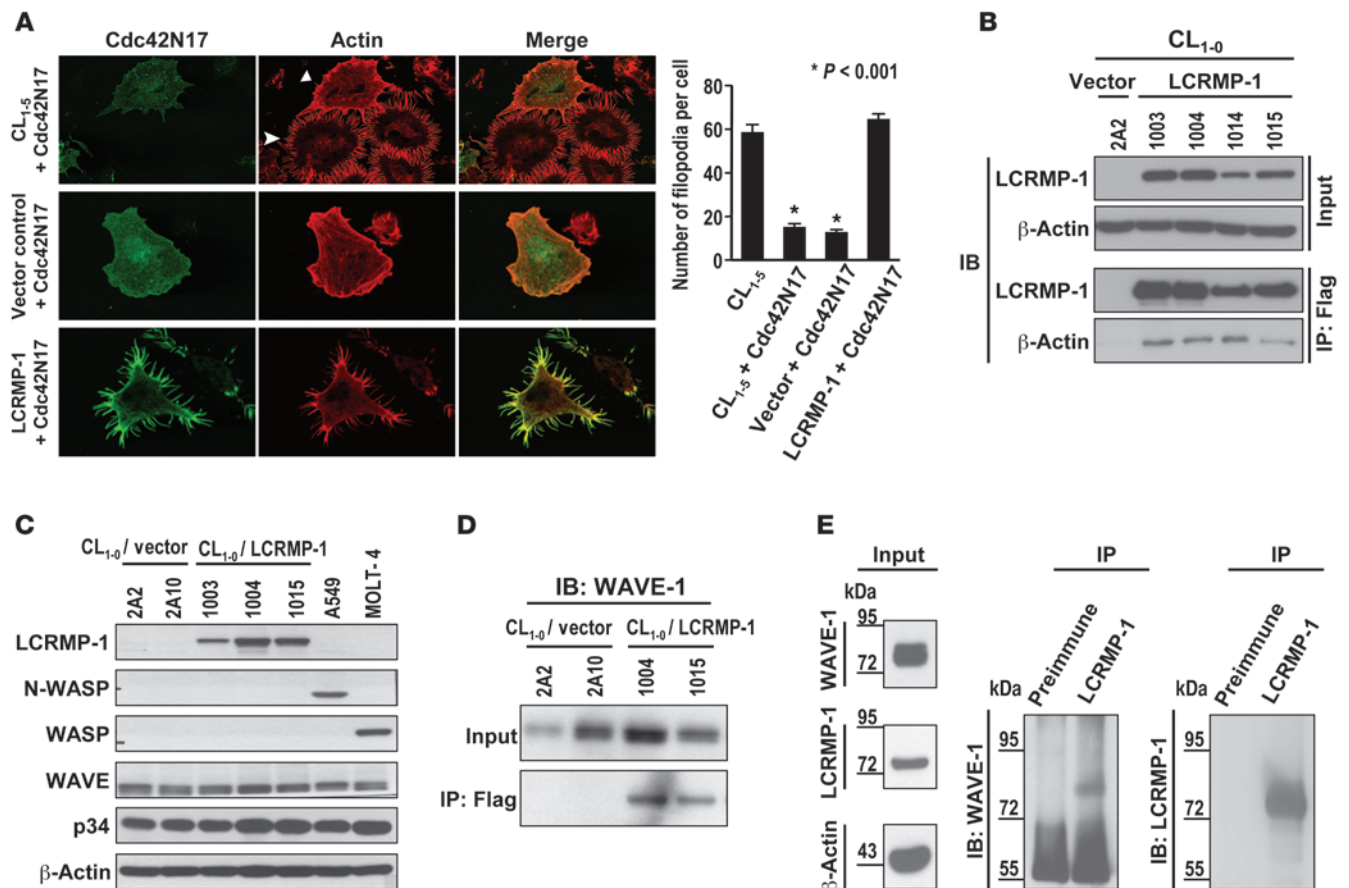 A
Cdc42N17
Actin
Merge
CL1-5
+ Cdc42N17
Vector control
+ Cdc42N17
LCRMP-1
+ Cdc42N17
* P < 0.001
Number of filopodia per cell
80
60
40
20
0
*
*
CL1-5
CL1-5 + Cdc42N17
Vector + Cdc42N17
LCRMP-1 + Cdc42N17
B
CL1-0
Vector
LCRMP-1
2A2
1003
1004
1014
1015
IB
LCRMP-1
β-Actin
Input
LCRMP-1
β-Actin
IP: Flag
C
CL1-0 / vector
CL1-0 / LCRMP-1
2A2
2A10
1003
1004
1015
A549
MOLT- 4
LCRMP-1
N-WASP
WASP
WAVE
p34
β-Actin
D
IB: WAVE-1
CL1-0 / vector
CL1-0 / LCRMP-1
2A2
2A10
1004
1015
Input
IP: Flag
E
Input
kDa
WAVE-1
95
72
LCRMP-1
95
72
β-Actin
43
IP
Preimmune
LCRMP-1
kDa
IB: WAVE-1
95
72
55
IP
Preimmune
LCRMP-1
kDa
IB: LCRMP-1
95
72
55